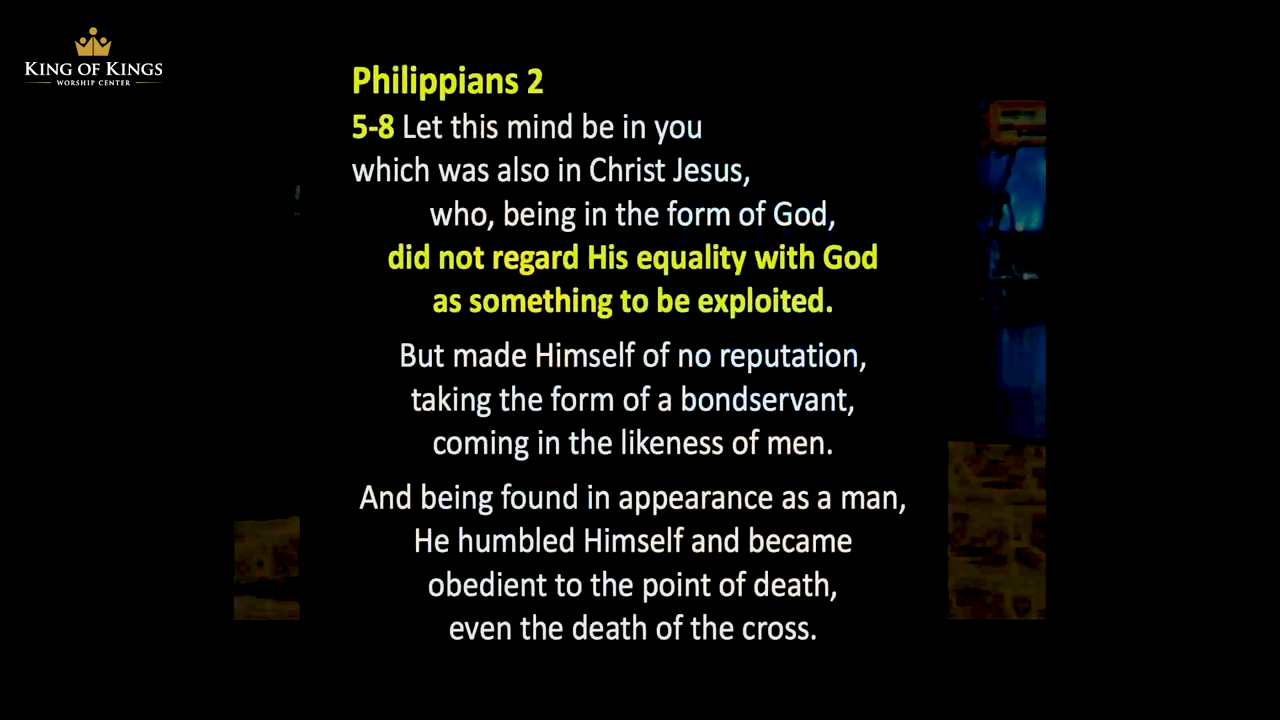 KING OF KINGS
WORSHIP CENTER
Philippians 2
5-8 Let this mind be in you
which was also in Christ Jesus,
who, being in the form of God,
did not regard His equality with God
as something to be exploited.
But made Himself of no reputation,
taking the form of a bondservant,
coming in the likeness of men.
And being found in appearance as a man,
He humbled Himself and became
obedient to the point of death,
even the death of the cross.